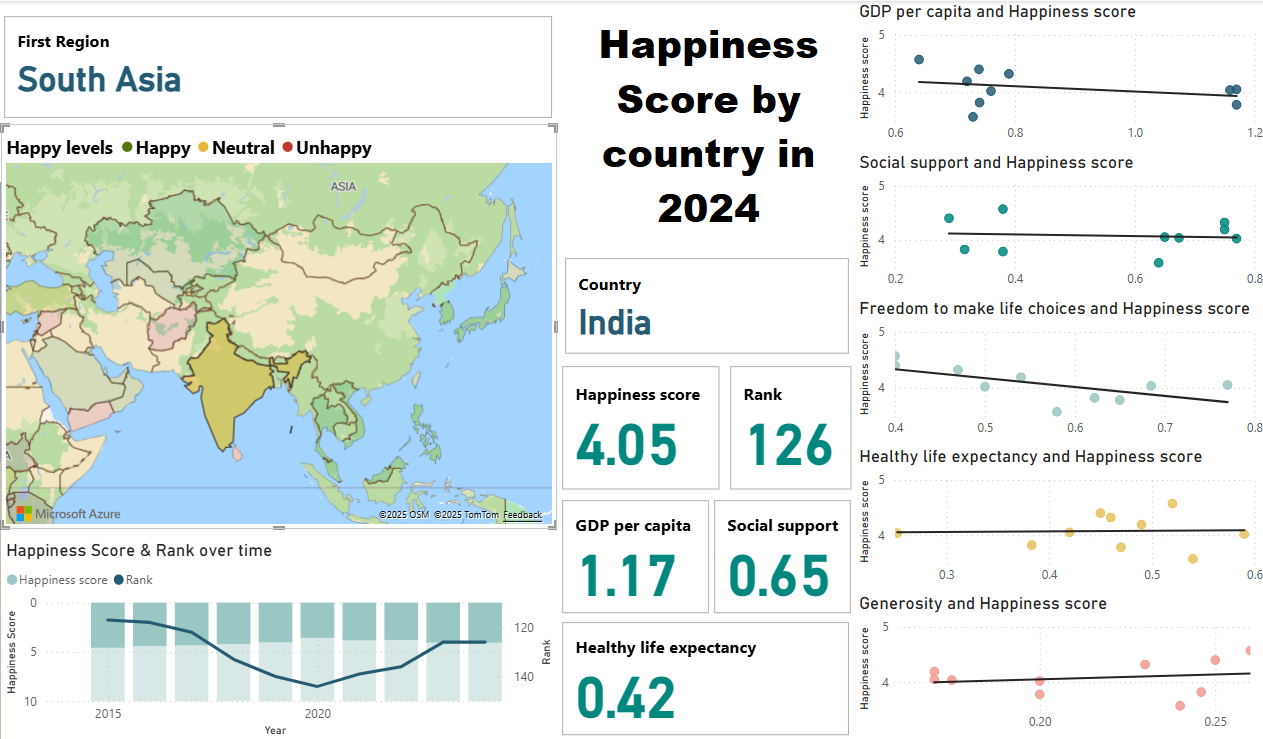 First Region
South Asia
Happy levels Happy Neutral Unhappy
ASIA
Microsoft Azure
©2025 OSM ©2025 TomTom Feedback
Happiness Score & Rank over time
Happiness score Rank
Happiness Score
0
5
10
120
140
Rank
2015
2020
Year
Happiness
Score by
country in
2024
Country
India
Happiness score
4.05
Rank
126
GDP per capita
1.17
Social support
0.65
Healthy life expectancy
0.42
GDP per capita and Happiness score
Happiness score
5
4
0.6 0.8 1.0 1.2
Social support and Happiness score
Happiness score
5
4
0.2 0.4 0.6 0.8
Freedom to make life choices and Happiness score
Happiness score
5
4
0.4 0.5 0.6 0.7 0.8
Healthy life expectancy and Happiness score
Happiness score
5
4
0.3 0.4 0.5 0.6
Generosity and Happiness score
Happiness score
5
4
0.20 0.25